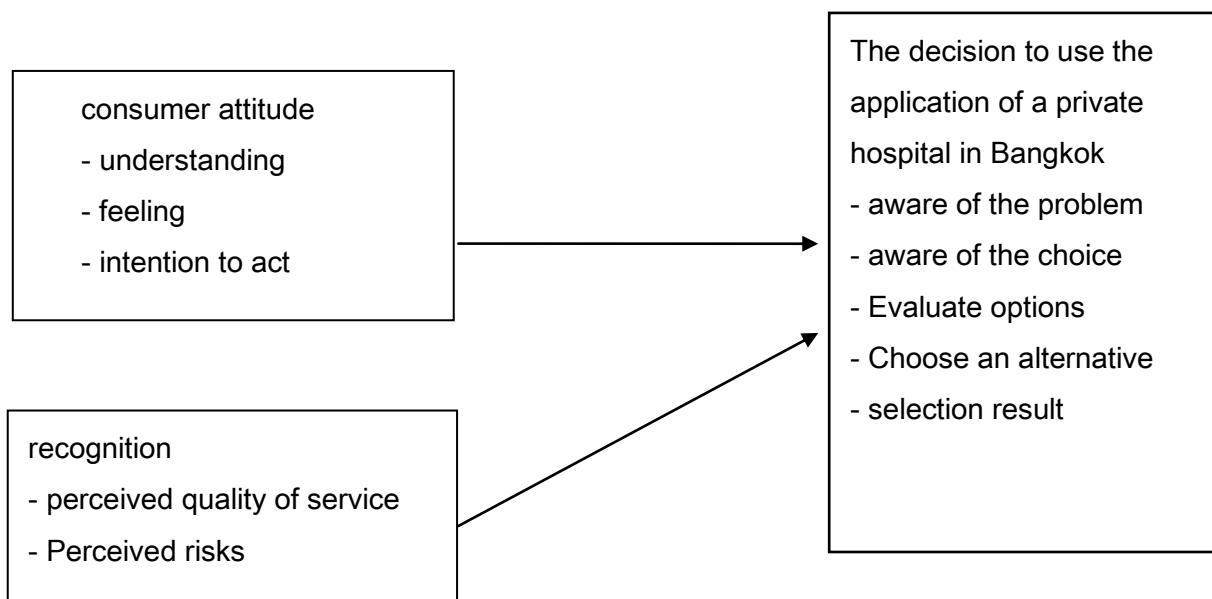 consumer attitude
- understanding
- feeling
- intention to act
recognition
- perceived quality of service
- Perceived risks
The decision to use the
application of a private
hospital in Bangkok
- aware of the problem
- aware of the choice
- Evaluate options
- Choose an alternative
- selection result